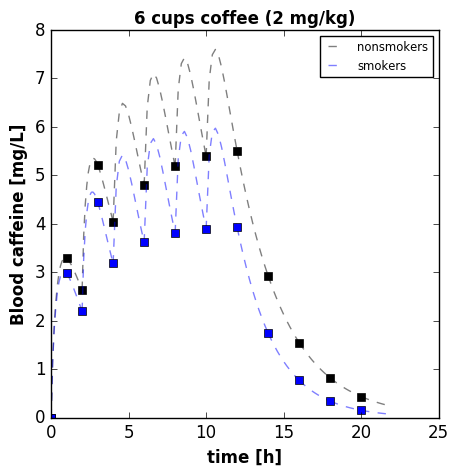 6 cups coffee (2 mg/kg)
nonsmokers
smokers
Blood caffeine [mg/L]
8
7
6
5
4
3
2
1
0
0 5 10 15 20 25
time [h]